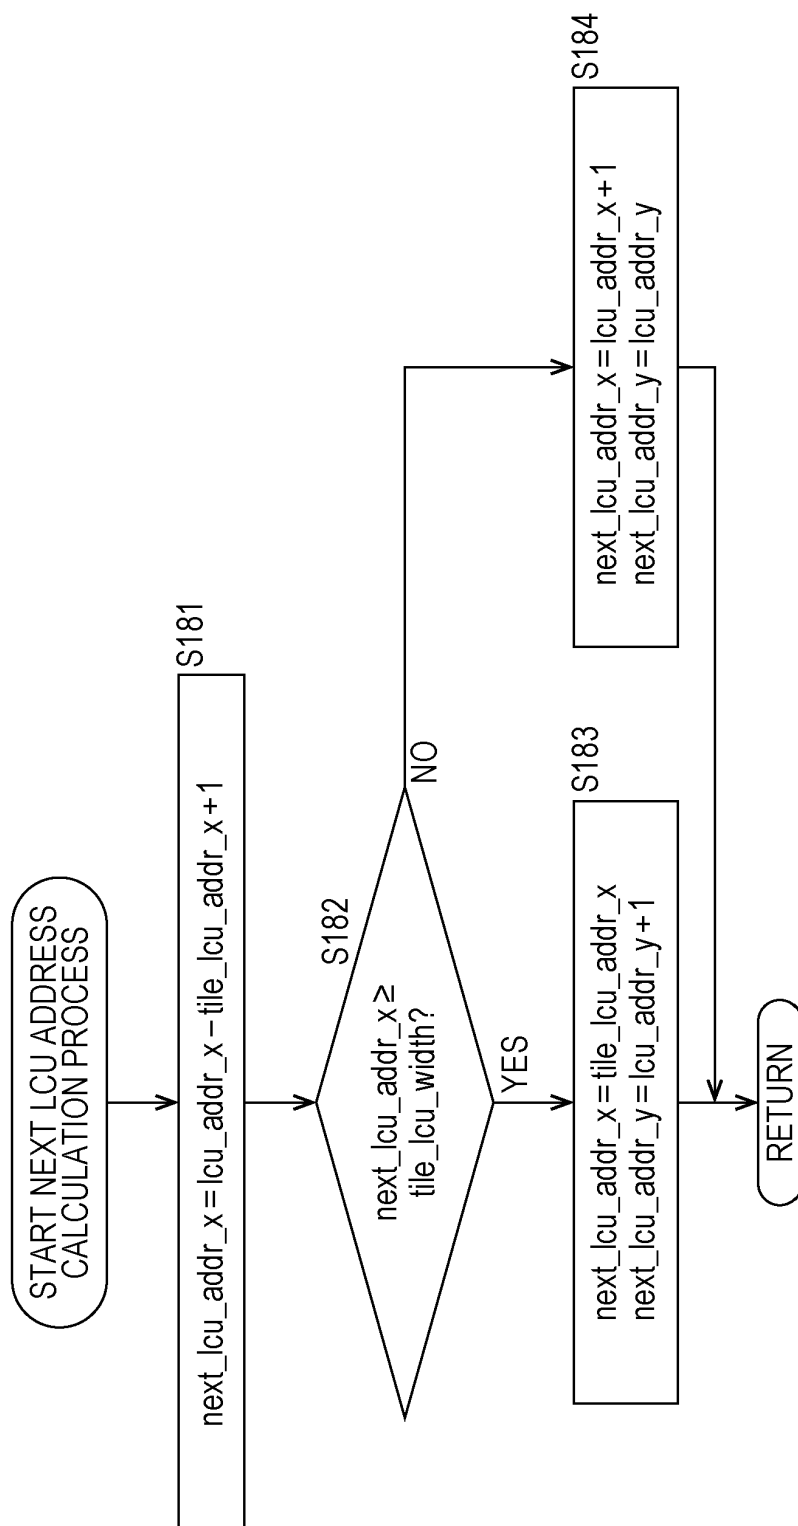 START NEXT LCU ADDRESS
CALCULATION PROCESS
S181
next_lcu_addr_x=lcu_addr_x−tile_lcu_addr_x+1
S182
next_lcu_addr_x≥
tile_lcu_width?
NO
YES
S183
next_lcu_addr_x=tile_lcu_addr_x
next_lcu_addr_y=lcu_addr_y+1
S184
next_lcu_addr_x=lcu_addr_x+1
next_lcu_addr_y=lcu_addr_y
RETURN